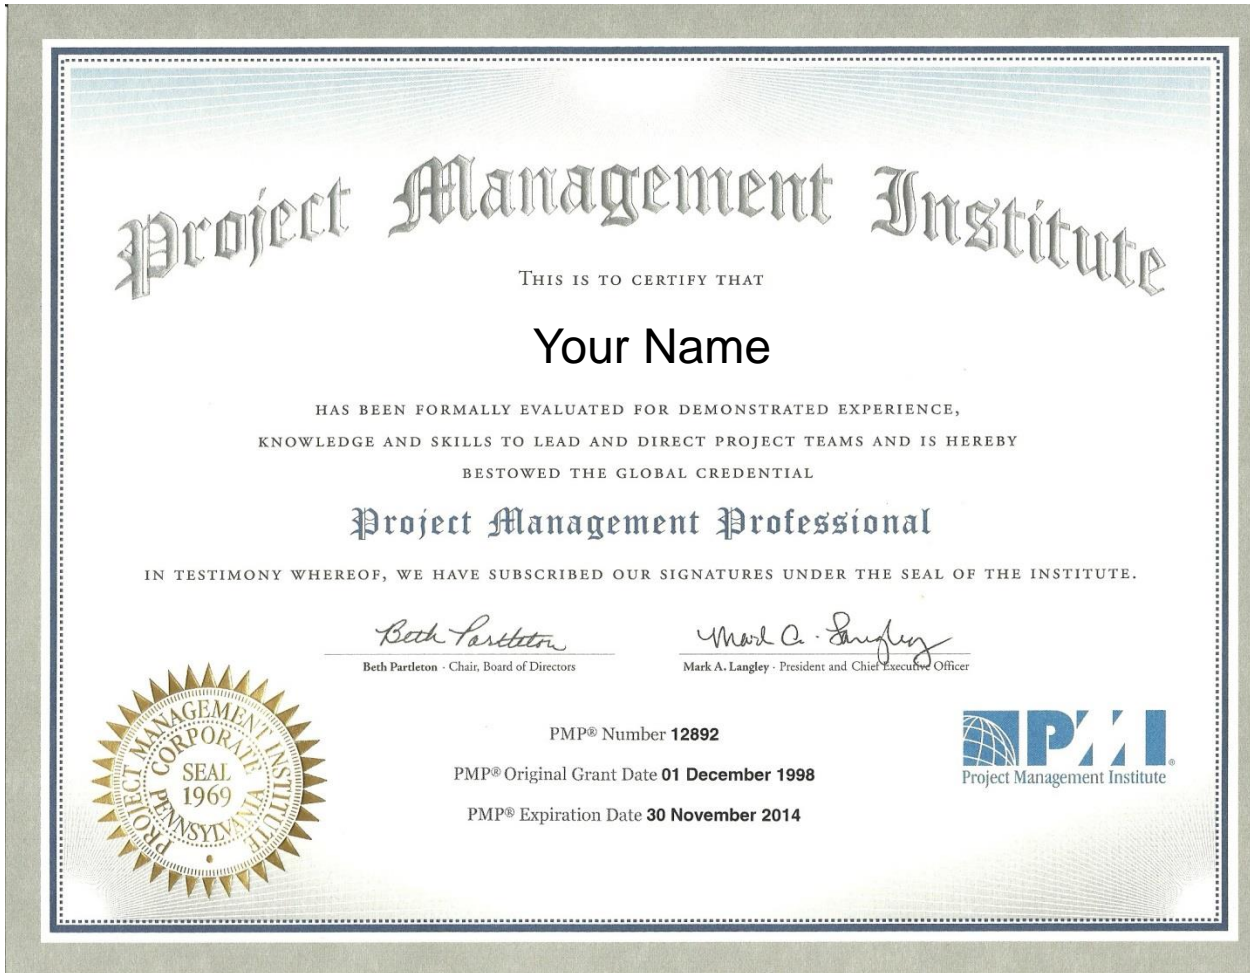 Project Management Institute
THIS IS TO CERTIFY THAT
Your Name
HAS BEEN FORMALLY EVALUATED FOR DEMONSTRATED EXPERIENCE,
KNOWLEDGE AND SKILLS TO LEAD AND DIRECT PROJECT TEAMS AND IS HEREBY
BESTOWED THE GLOBAL CREDENTIAL
Project Management Professional
IN TESTIMONY WHEREOF, WE HAVE SUBSCRIBED OUR SIGNATURES UNDER THE SEAL OF THE INSTITUTE.
Beth Partleton
Mark A. Langley
Beth Partleton · Chair, Board of Directors
Mark A. Langley · President and Chief Executive Officer
PROJECT MANAGEMENT INSTITUTE
CORPORATE
SEAL
1969
PENNSYLVANIA
PMP® Number 12892
PMP® Original Grant Date 01 December 1998
PMP® Expiration Date 30 November 2014
PMI®
Project Management Institute